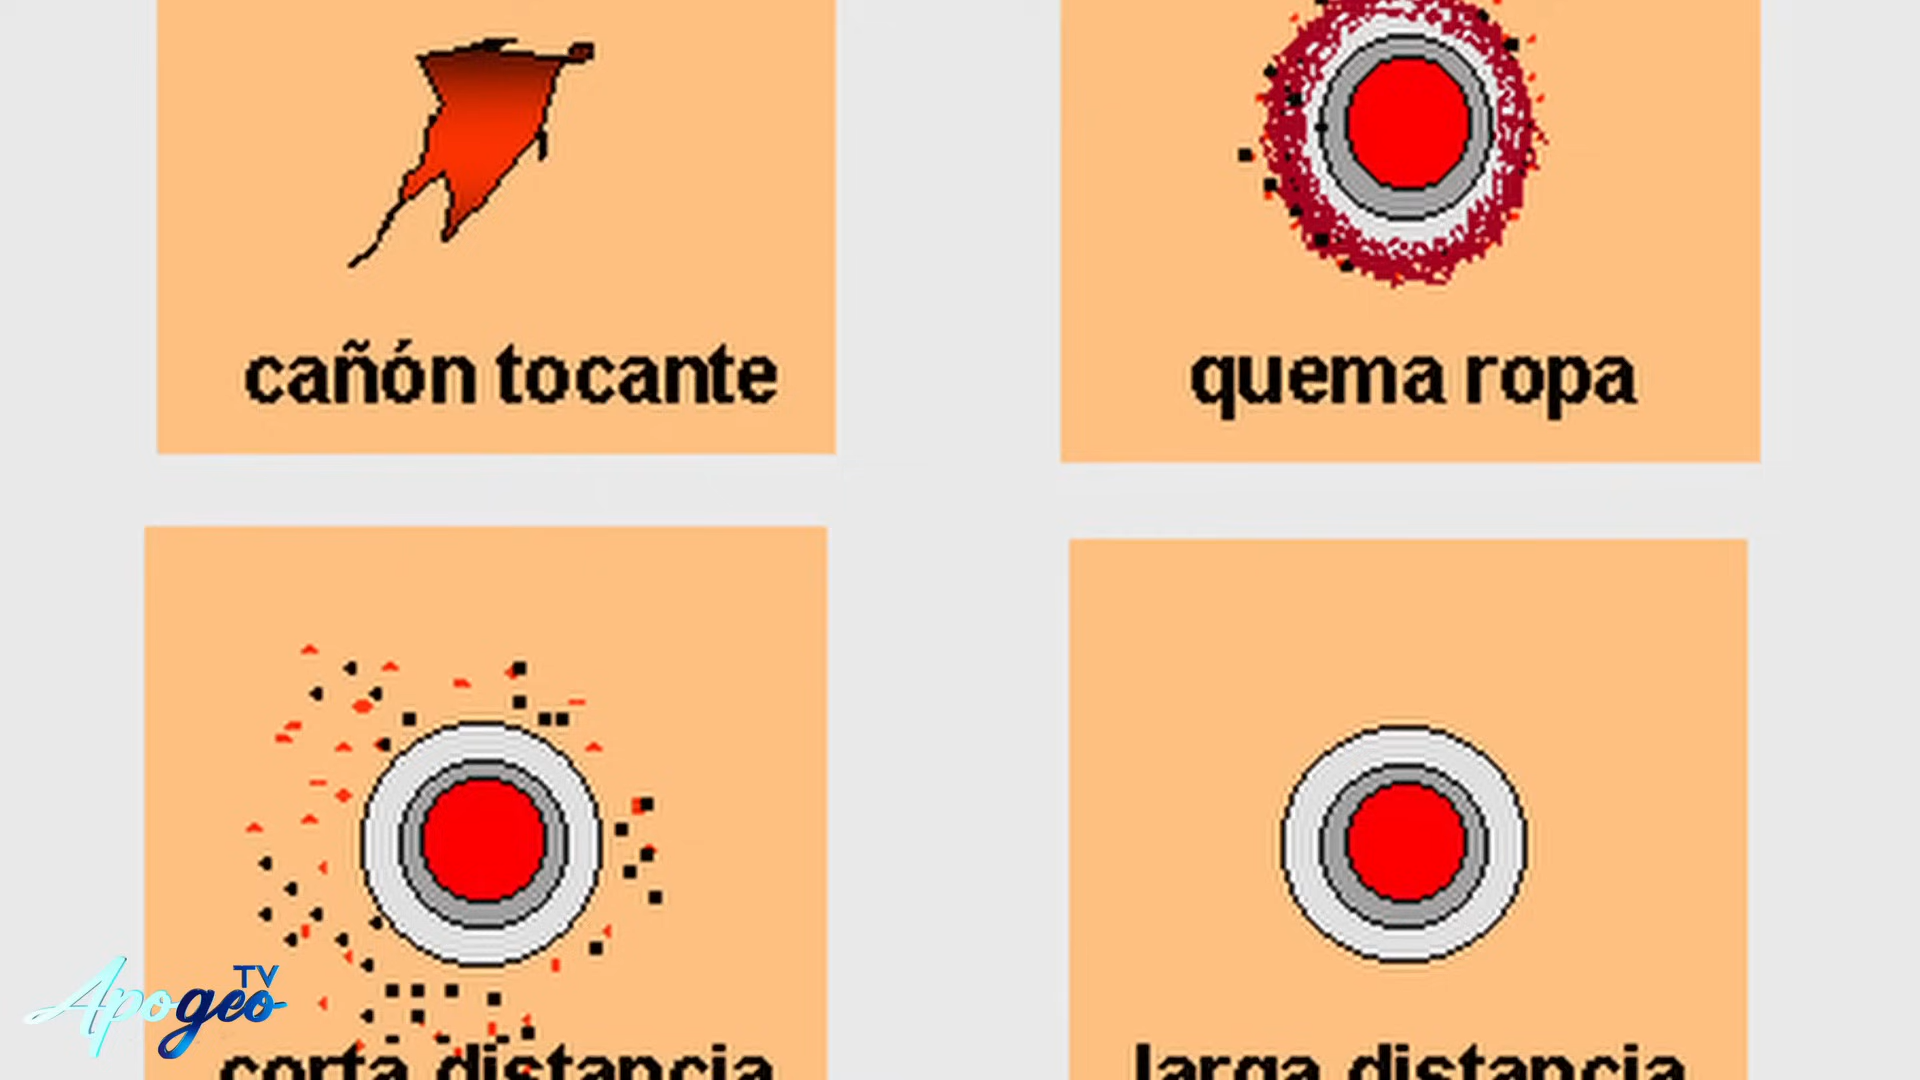 cañón tocante
quema ropa
corta distancia
larga distancia
Apogeo TV